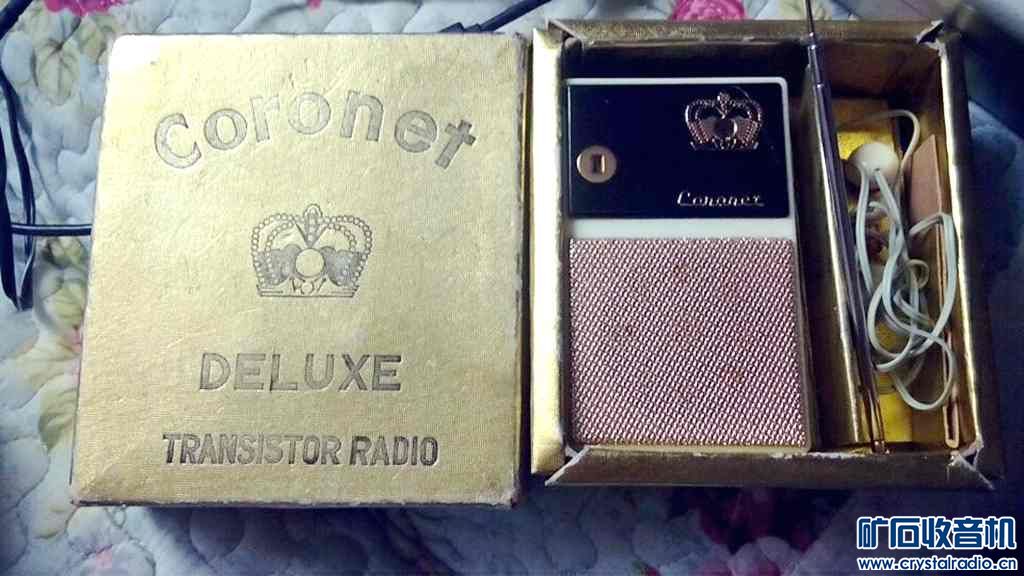 Coronet
DELUXE
TRANSISTOR RADIO
Coronet
矿石收音机
www.crystalradio.cn